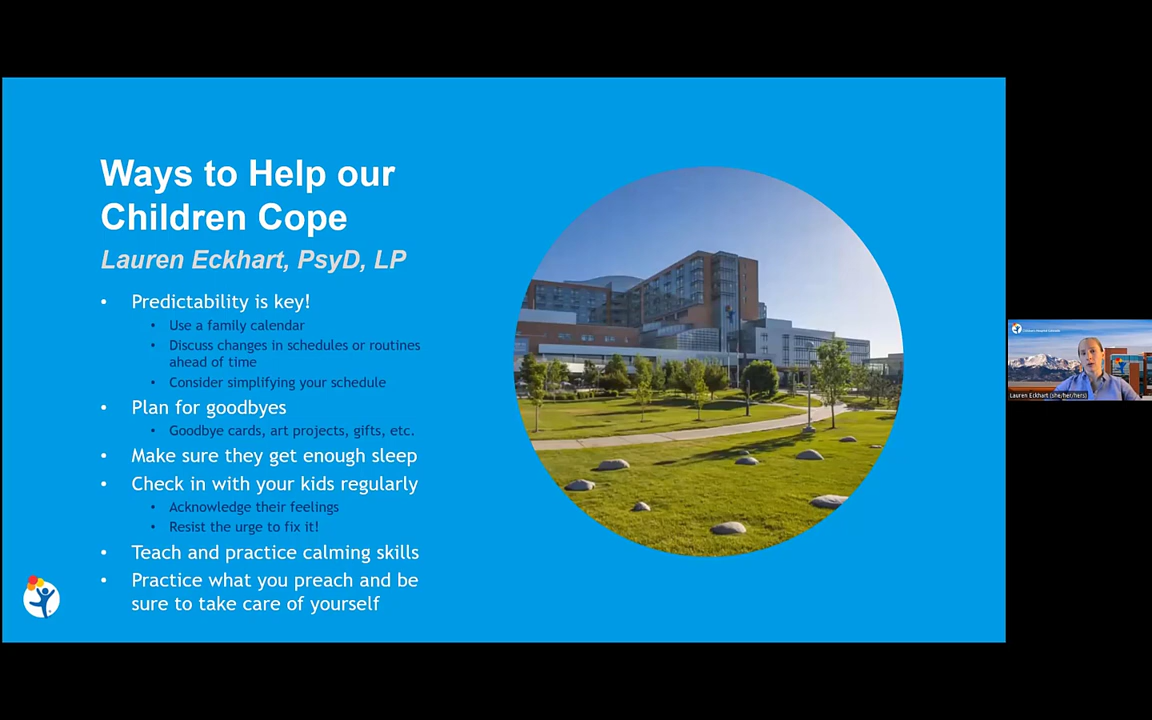 Ways to Help our
Children Cope
Lauren Eckhart, PsyD, LP
• Predictability is key!
• Use a family calendar
• Discuss changes in schedules or routines
ahead of time
• Consider simplifying your schedule
• Plan for goodbyes
• Goodbye cards, art projects, gifts, etc.
• Make sure they get enough sleep
• Check in with your kids regularly
• Acknowledge their feelings
• Resist the urge to fix it!
• Teach and practice calming skills
• Practice what you preach and be
sure to take care of yourself
Children's Hospital Colorado
Lauren Eckhart (she/her/hers)